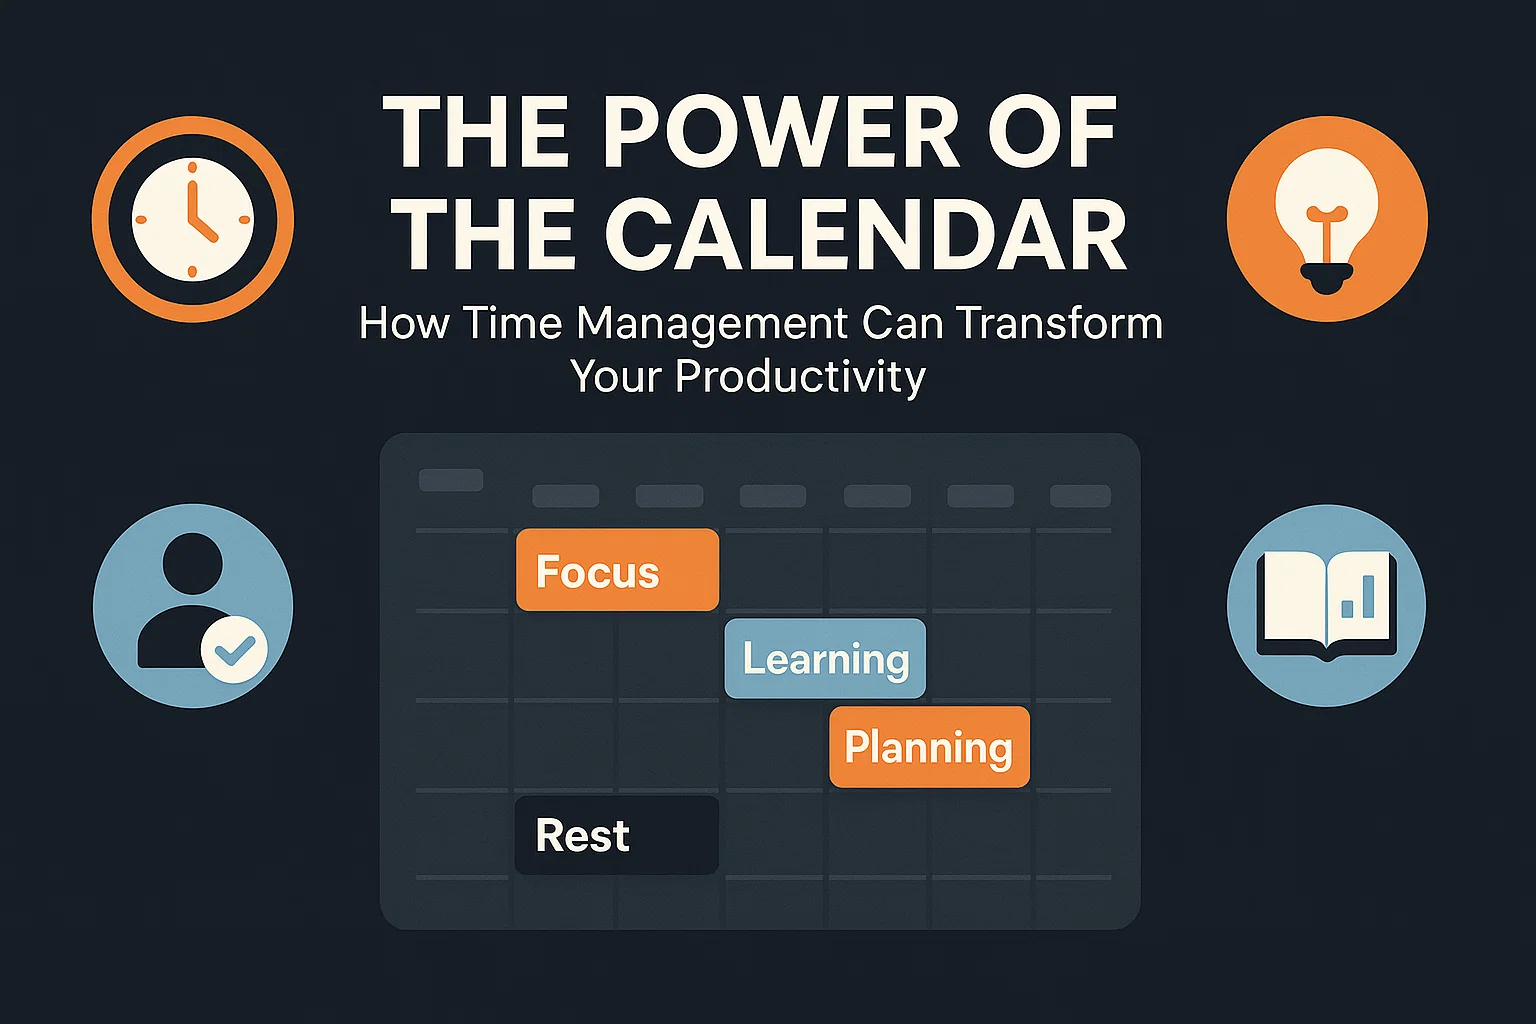 THE POWER OF
THE CALENDAR
How Time Management Can Transform
Your Productivity
Focus
Learning
Planning
Rest